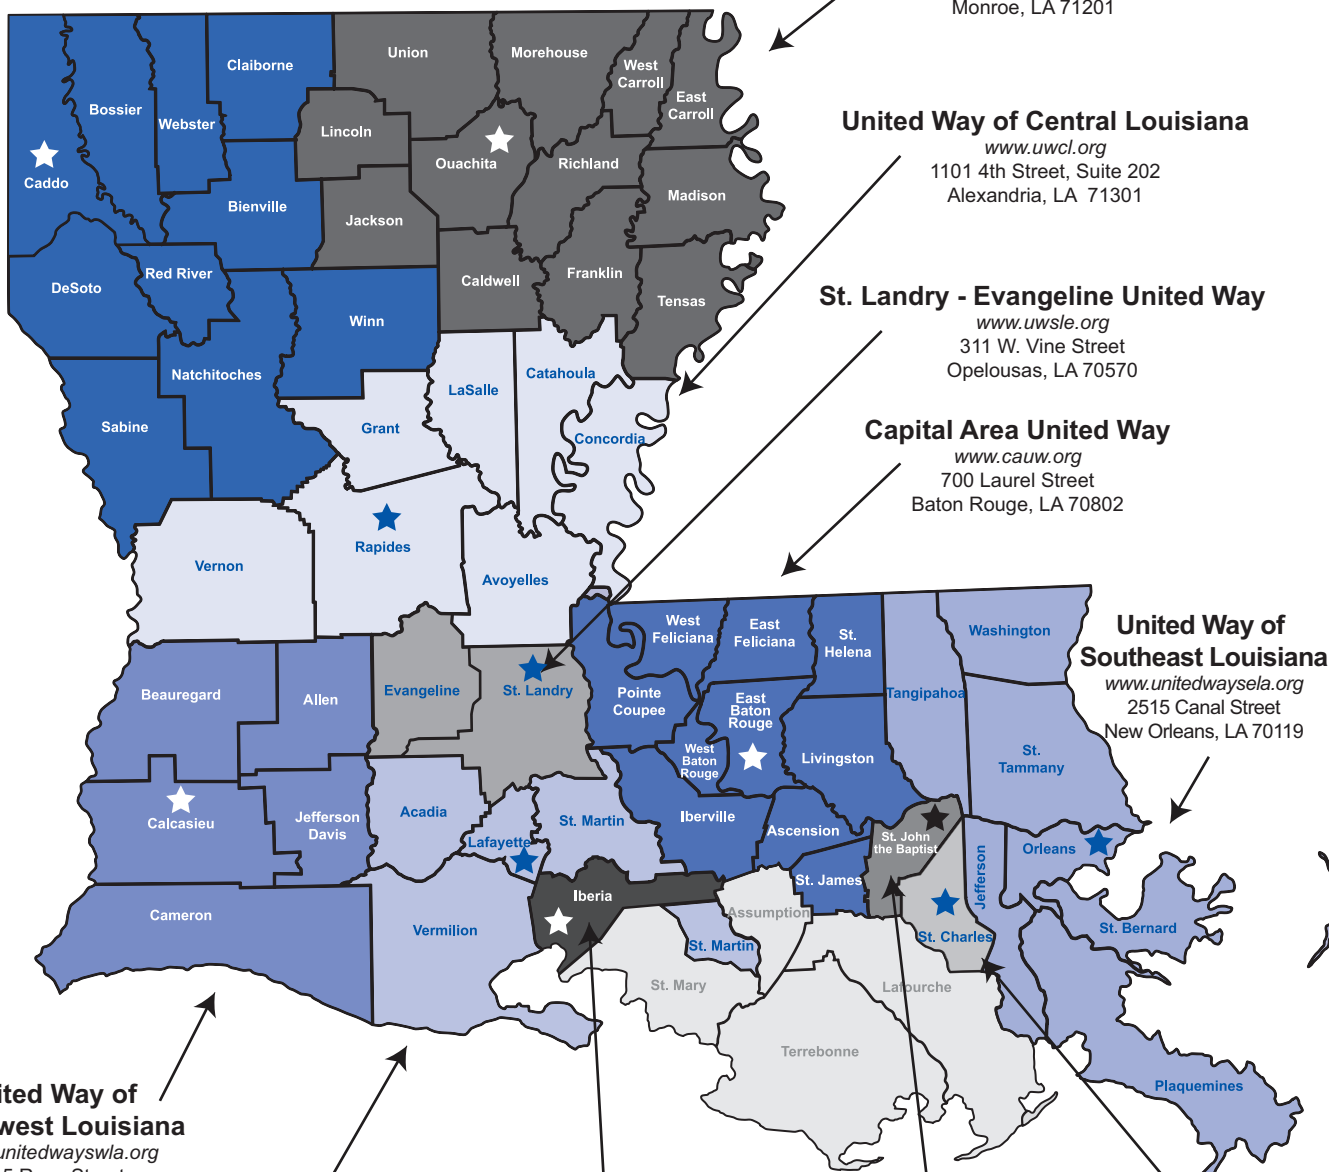 Monroe, LA 71201
Union
Morehouse
West
Carroll
East
Carroll
Claiborne
Bossier
Webster
Lincoln
Ouachita
Richland
Madison
Caddo
Bienville
Jackson
Caldwell
Franklin
Tensas
DeSoto
Red River
Winn
Natchitoches
Sabine
LaSalle
Catahoula
Grant
Concordia
Rapides
Vernon
Avoyelles
United Way of Central Louisiana
www.uwcl.org
1101 4th Street, Suite 202
Alexandria, LA 71301
St. Landry - Evangeline United Way
www.uwsle.org
311 W. Vine Street
Opelousas, LA 70570
Capital Area United Way
www.cauw.org
700 Laurel Street
Baton Rouge, LA 70802
United Way of
Southeast Louisiana
www.unitedwaysela.org
2515 Canal Street
New Orleans, LA 70119
West
Feliciana
East
Feliciana
St.
Helena
Washington
Tangipahoa
Beauregard
Allen
Evangeline
St. Landry
Pointe
Coupee
East
Baton
Rouge
West
Baton
Rouge
Livingston
St.
Tammany
Calcasieu
Jefferson
Davis
Acadia
Lafayette
St. Martin
Iberville
Ascension
St. John
the Baptist
Jefferson
Orleans
St. James
Cameron
Vermilion
Iberia
Assumption
St. Martin
St. Charles
St. Bernard
St. Mary
Lafourche
Terrebonne
Plaquemines
ited Way of
west Louisiana
unitedwayswla.org